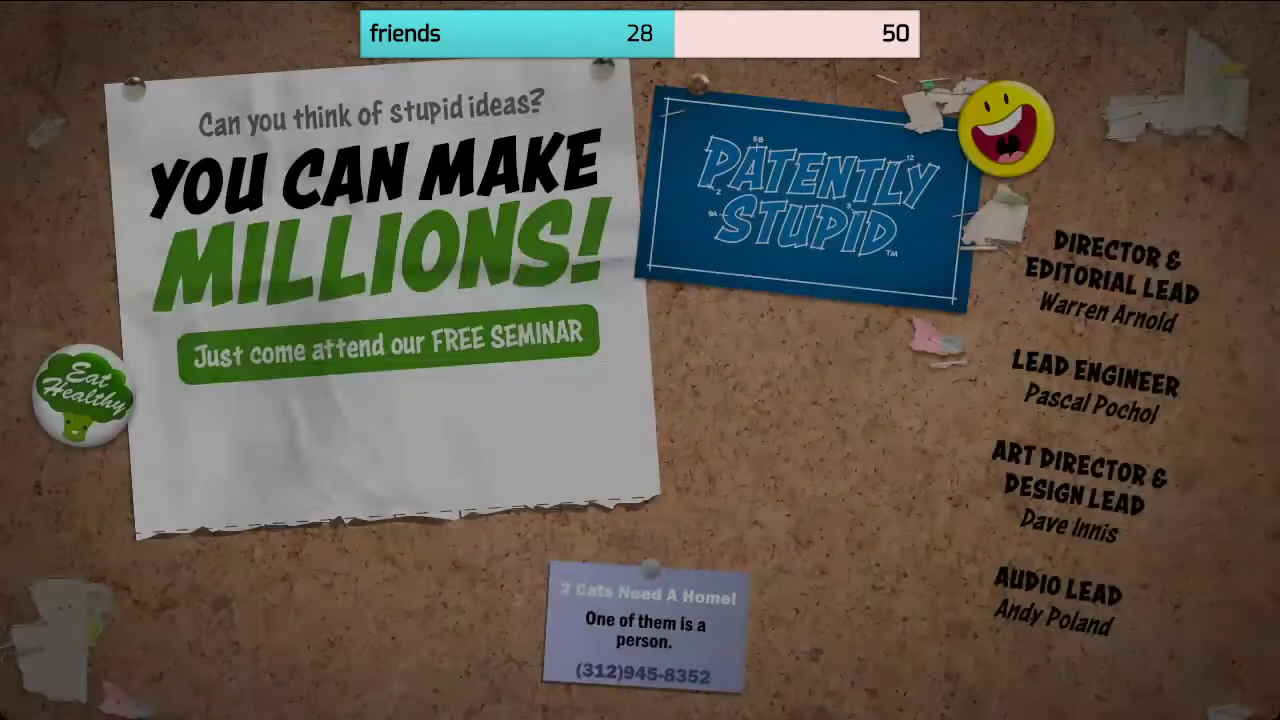 friends 28 50
Can you think of stupid ideas?
YOU CAN MAKE
MILLIONS!
Just come attend our FREE SEMINAR
PATENTLY
STUPID™
Eat
Healthy
DIRECTOR &
EDITORIAL LEAD
Warren Arnold
LEAD ENGINEER
Pascal Pochol
ART DIRECTOR &
DESIGN LEAD
Dave Innis
AUDIO LEAD
Andy Poland
2 Cats Need A Home!
One of them is a
person.
(312)945-8352